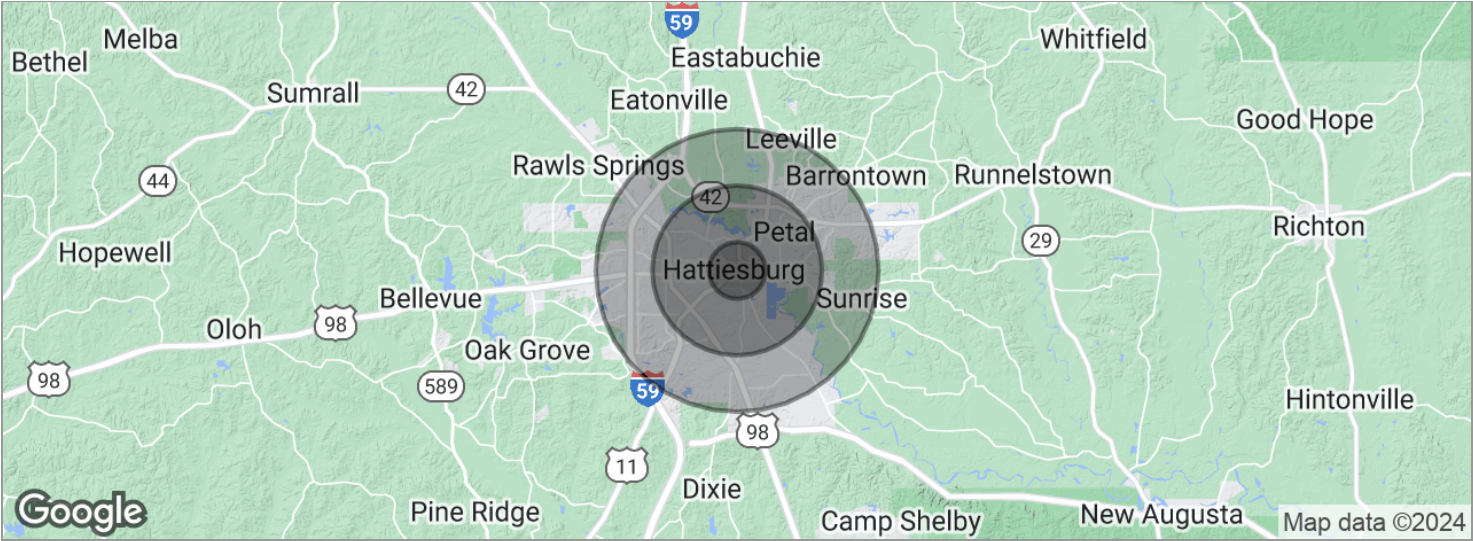 59
Melba
Whitfield
Bethel
Eastabuchie
Sumrall
42
Eatonville
Good Hope
Leeville
Rawls Springs
Barrontown
Runnelstown
44
42
Petal
Richton
29
Hopewell
Hattiesburg
Bellevue
Sunrise
98
Oloh
Oak Grove
98
589
59
Hintonville
98
11
Dixie
Google
Pine Ridge
Camp Shelby
New Augusta
Map data ©2024